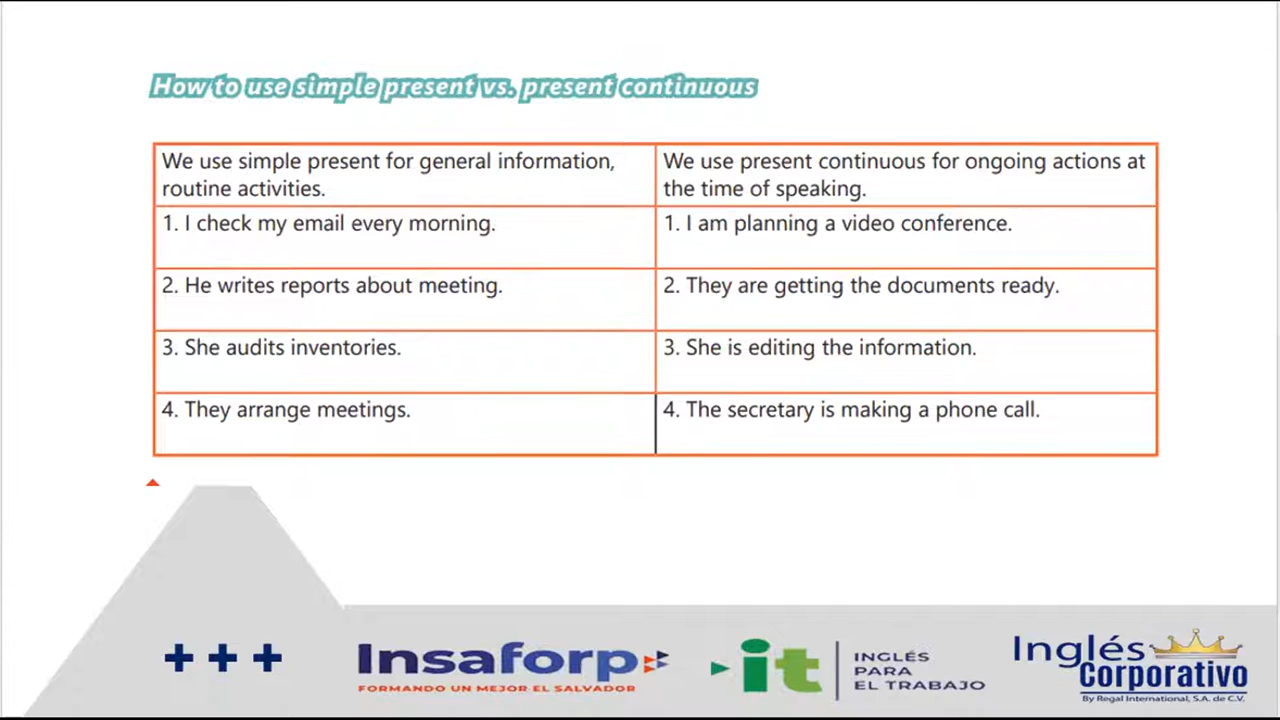 How to use simple present vs. present continuous
We use simple present for general information,
routine activities.
We use present continuous for ongoing actions at
the time of speaking.
1. I check my email every morning.
1. I am planning a video conference.
2. He writes reports about meeting.
2. They are getting the documents ready.
3. She audits inventories.
3. She is editing the information.
4. They arrange meetings.
4. The secretary is making a phone call.
+++
Insaforp
FORMANDO UN MEJOR EL SALVADOR
it
INGLÉS
PARA
EL TRABAJO
Inglés
Corporativo
By Regal International, S.A. de C.V.